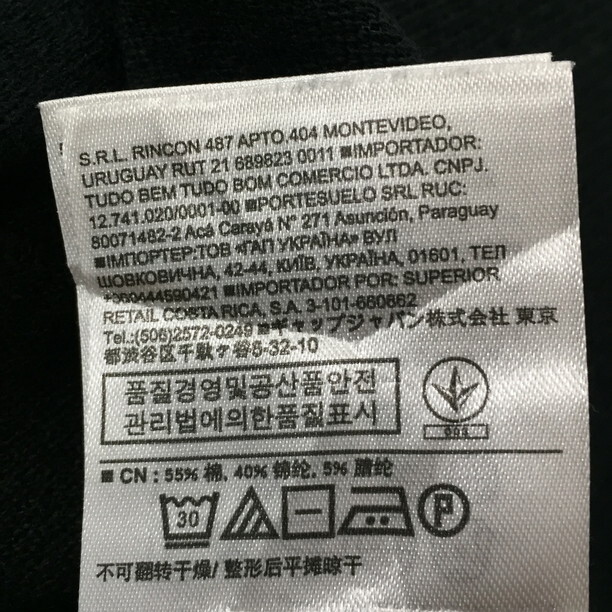 S.R.L. RINCON 487 APTO.404 MONTEVIDEO,
URUGUAY RUT 21 689823 0011 ■IMPORTADOR:
TUDO BEM TUDO BOM COMERCIO LTDA. CNPJ.
12.741.020/0001-00 ■PORTESUELO SRL RUC:
80071482-2 Acá Carayá N° 271 Asunción, Paraguay
■ІМПОРТЕР:ТОВ «ГАП УКРАЇНА» ВУЛ
ШОВКОВИЧНА, 42-44, КИЇВ, УКРАЇНА, 01601, ТЕЛ
+380444590421 ■IMPORTADOR POR: SUPERIOR
RETAIL COSTA RICA, S.A. 3-101-660662
Tel.:(506)2572-0249 ■ギャップジャパン株式会社 東京
都渋谷区千駄ヶ谷5-32-10
품질경영및공산품안전
관리법에의한품질표시
■ CN : 55% 棉, 40% 锦纶, 5% 腈纶
30 P
不可翻转干燥/ 整形后平摊晾干